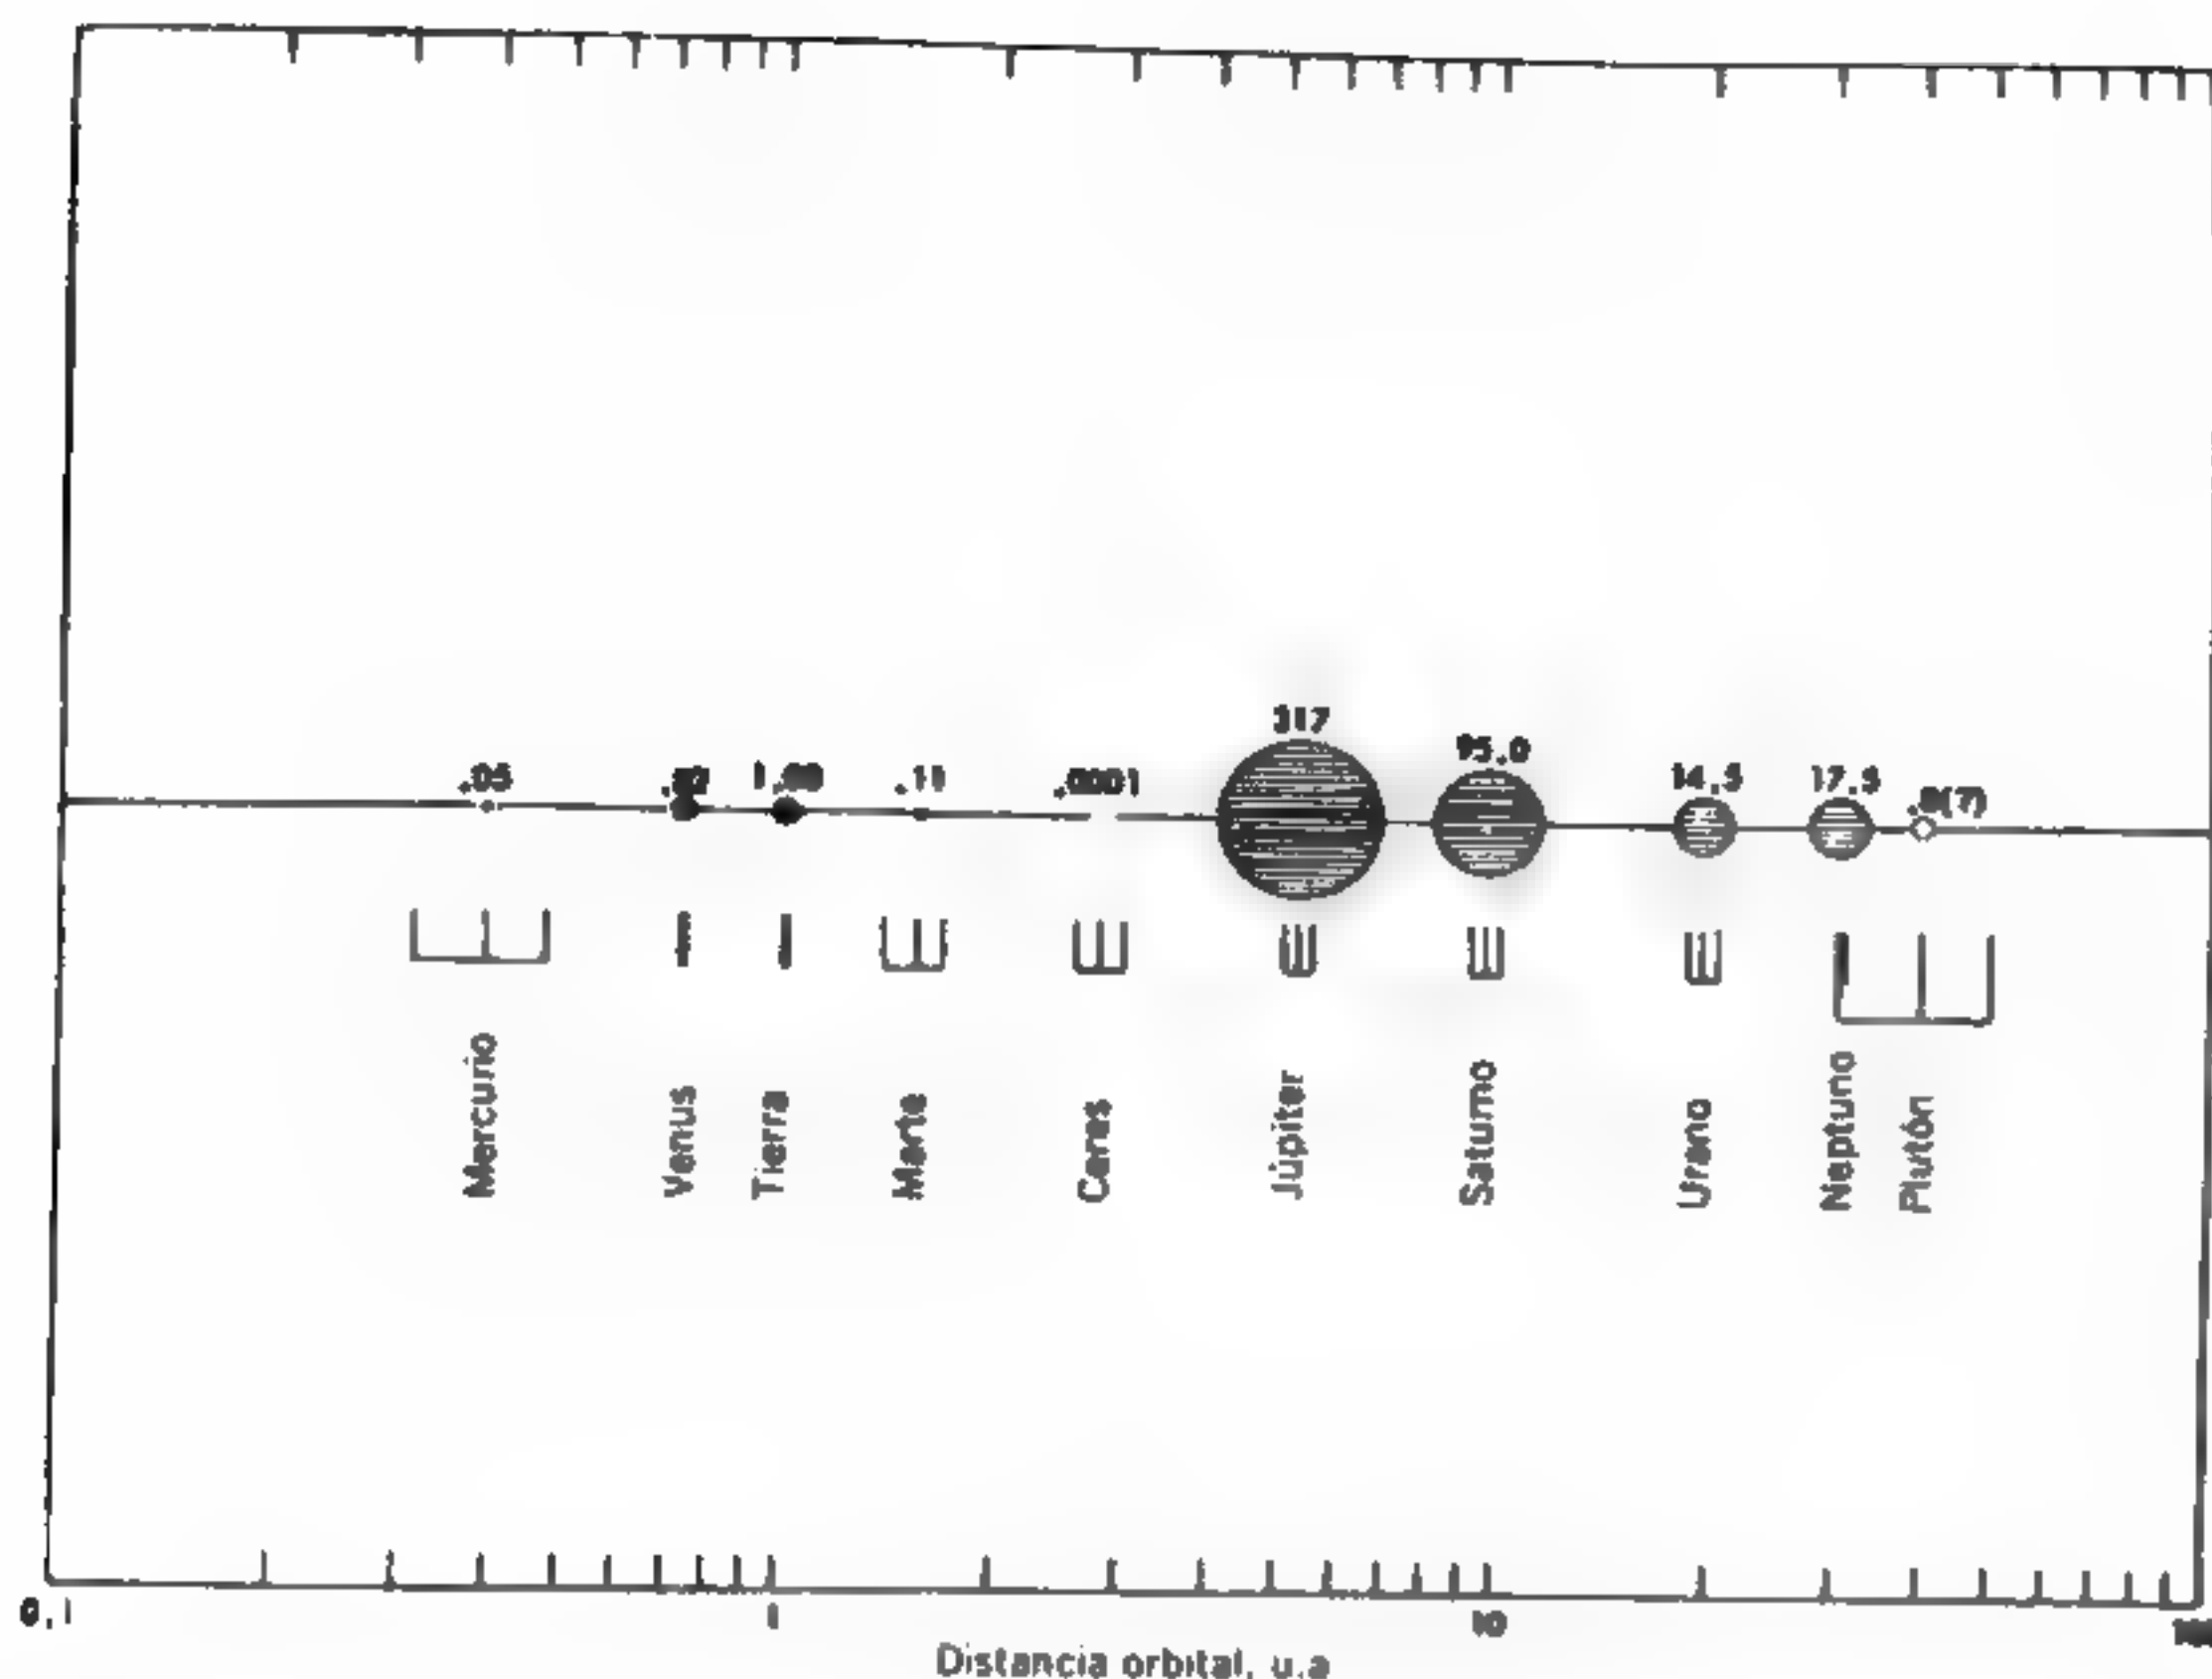 317
95.0
.05
1.00
.11
.0001
14.5
17.5
Mercurio
Venus
Tierra
Marte
Ceres
Júpiter
Saturno
Urano
Neptuno
Plutón
0,1
1
10
Distancia orbital, u.a